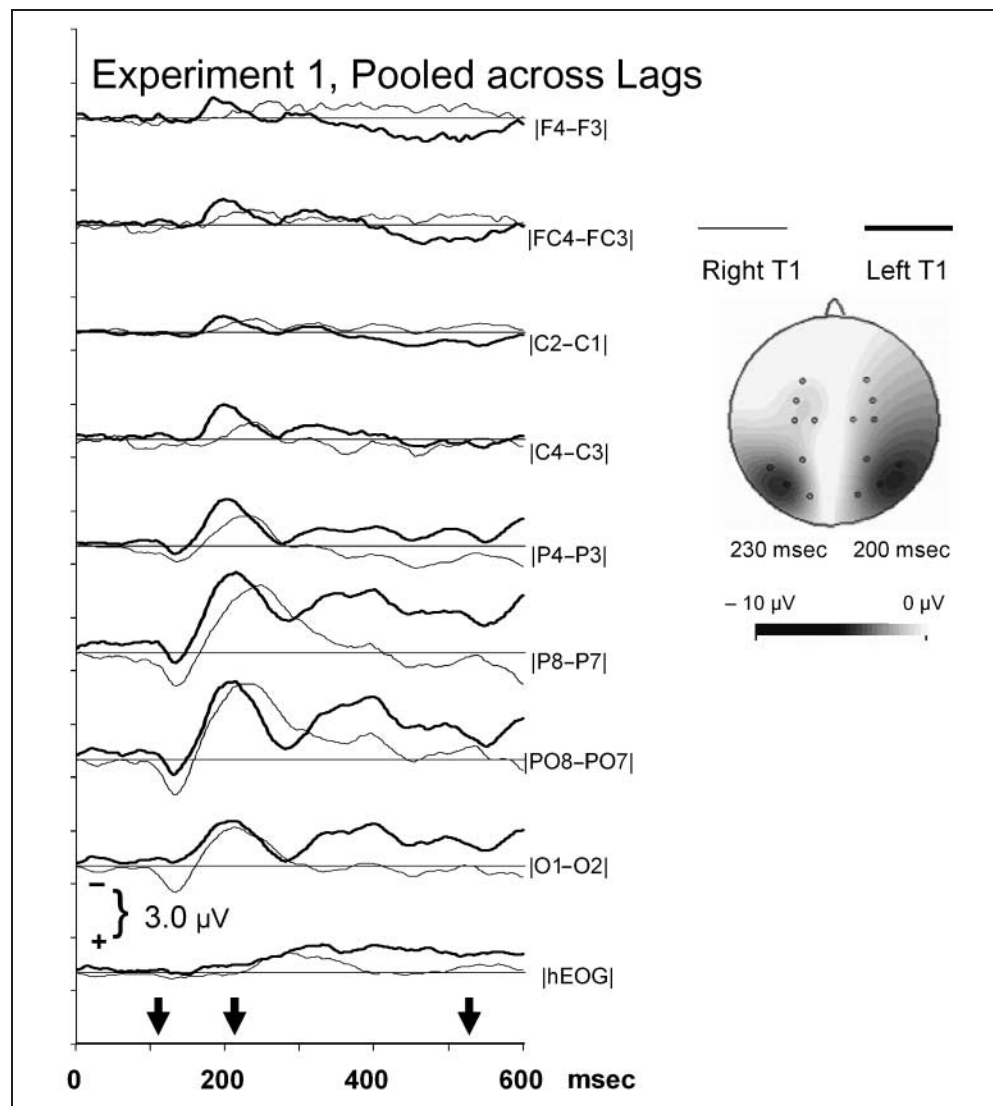 Experiment 1, Pooled across Lags
|F4–F3|
|FC4–FC3|
|C2–C1|
|C4–C3|
|P4–P3|
|P8–P7|
|PO8–PO7|
|O1–O2|
−
} 3.0 µV
+
|hEOG|
0 200 400 600 msec
Right T1 Left T1
230 msec 200 msec
– 10 µV 0 µV